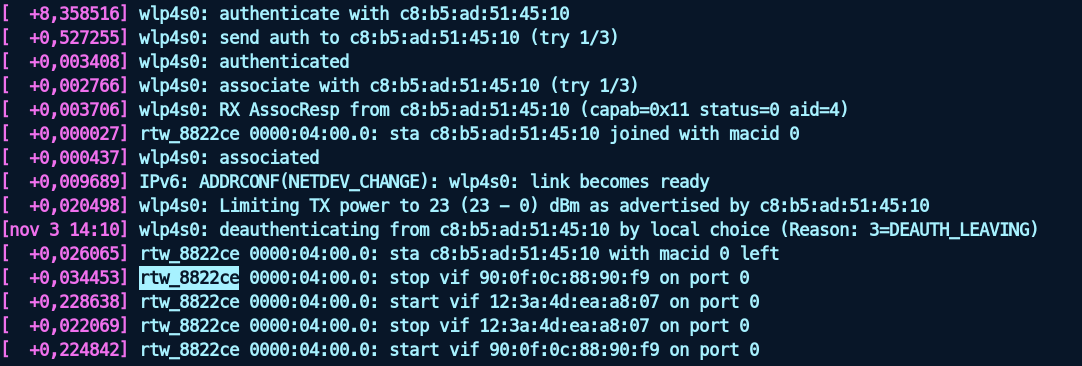 [  +8,358516] wlp4s0: authenticate with c8:b5:ad:51:45:10
[  +0,527255] wlp4s0: send auth to c8:b5:ad:51:45:10 (try 1/3)
[  +0,003408] wlp4s0: authenticated
[  +0,002766] wlp4s0: associate with c8:b5:ad:51:45:10 (try 1/3)
[  +0,003706] wlp4s0: RX AssocResp from c8:b5:ad:51:45:10 (capab=0x11 status=0 aid=4)
[  +0,000027] rtw_8822ce 0000:04:00.0: sta c8:b5:ad:51:45:10 joined with macid 0
[  +0,000437] wlp4s0: associated
[  +0,009689] IPv6: ADDRCONF(NETDEV_CHANGE): wlp4s0: link becomes ready
[  +0,020498] wlp4s0: Limiting TX power to 23 (23 - 0) dBm as advertised by c8:b5:ad:51:45:10
[nov 3 14:10] wlp4s0: deauthenticating from c8:b5:ad:51:45:10 by local choice (Reason: 3=DEAUTH_LEAVING)
[  +0,026065] rtw_8822ce 0000:04:00.0: sta c8:b5:ad:51:45:10 with macid 0 left
[  +0,034453] rtw_8822ce 0000:04:00.0: stop vif 90:0f:0c:88:90:f9 on port 0
[  +0,228638] rtw_8822ce 0000:04:00.0: start vif 12:3a:4d:ea:a8:07 on port 0
[  +0,022069] rtw_8822ce 0000:04:00.0: stop vif 12:3a:4d:ea:a8:07 on port 0
[  +0,224842] rtw_8822ce 0000:04:00.0: start vif 90:0f:0c:88:90:f9 on port 0